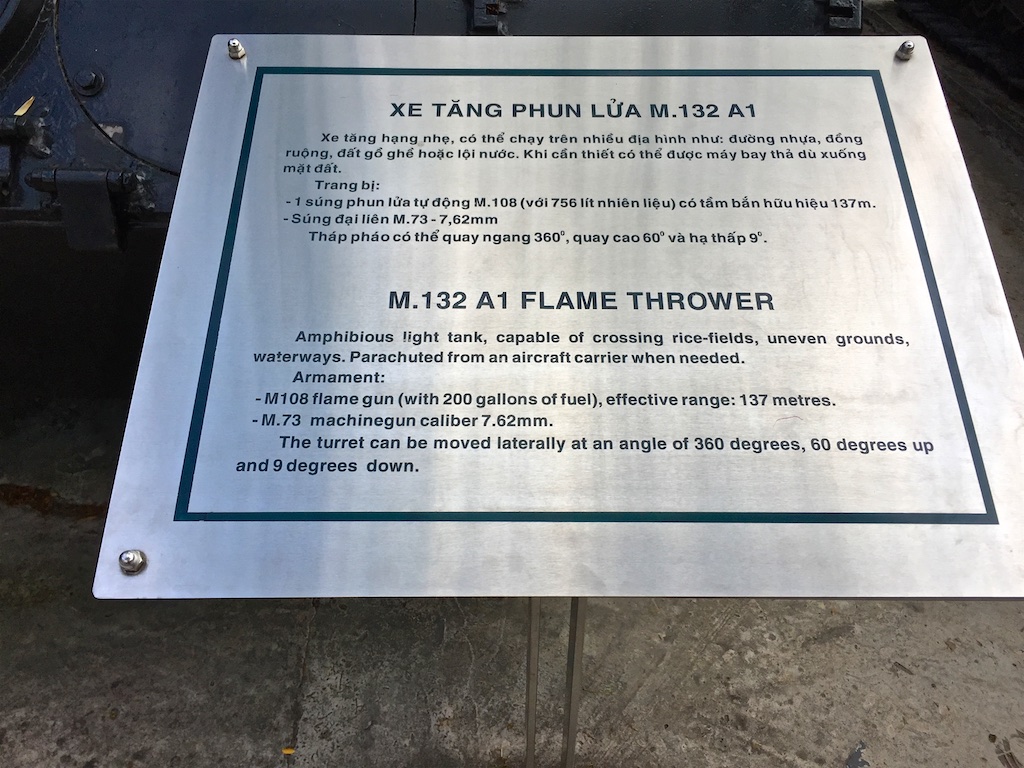 XE TĂNG PHUN LỬA M.132 A1
Xe tăng hạng nhẹ, có thể chạy trên nhiều địa hình như: đường nhựa, đồng
ruộng, đất gồ ghề hoặc lội nước. Khi cần thiết có thể được máy bay thả dù xuống
mặt đất.
Trang bị:
- 1 súng phun lửa tự động M.108 (với 756 lít nhiên liệu) có tầm bắn hữu hiệu 137m.
- Súng đại liên M.73 - 7,62mm
Tháp pháo có thể quay ngang 360⁰, quay cao 60⁰ và hạ thấp 9⁰.
M.132 A1 FLAME THROWER
Amphibious light tank, capable of crossing rice-fields, uneven grounds,
waterways. Parachuted from an aircraft carrier when needed.
Armament:
- M108 flame gun (with 200 gallons of fuel), effective range: 137 metres.
- M.73 machinegun caliber 7.62mm.
The turret can be moved laterally at an angle of 360 degrees, 60 degrees up
and 9 degrees down.